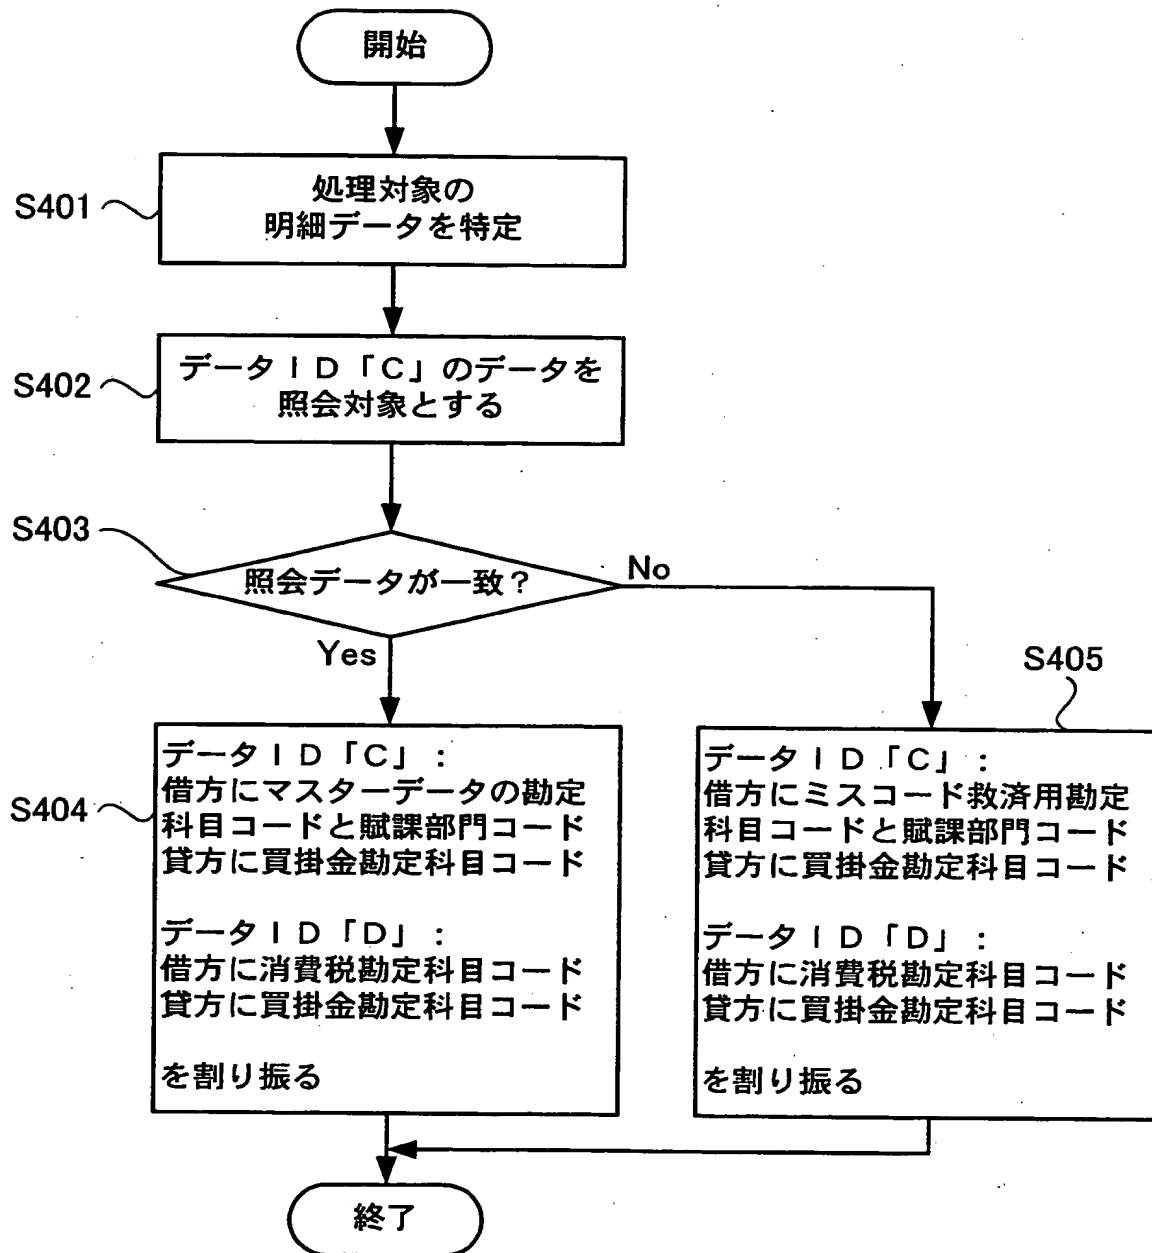 開始
S401
処理対象の
明細データを特定
S402
データID「C」のデータを
照会対象とする
S403
照会データが一致?
No
Yes
S404
データID「C」:
借方にマスターデータの勘定
科目コードと賦課部門コード
貸方に買掛金勘定科目コード
データID「D」:
借方に消費税勘定科目コード
貸方に買掛金勘定科目コード
を割り振る
S405
データID「C」:
借方にミスコード救済用勘定
科目コードと賦課部門コード
貸方に買掛金勘定科目コード
データID「D」:
借方に消費税勘定科目コード
貸方に買掛金勘定科目コード
を割り振る
終了